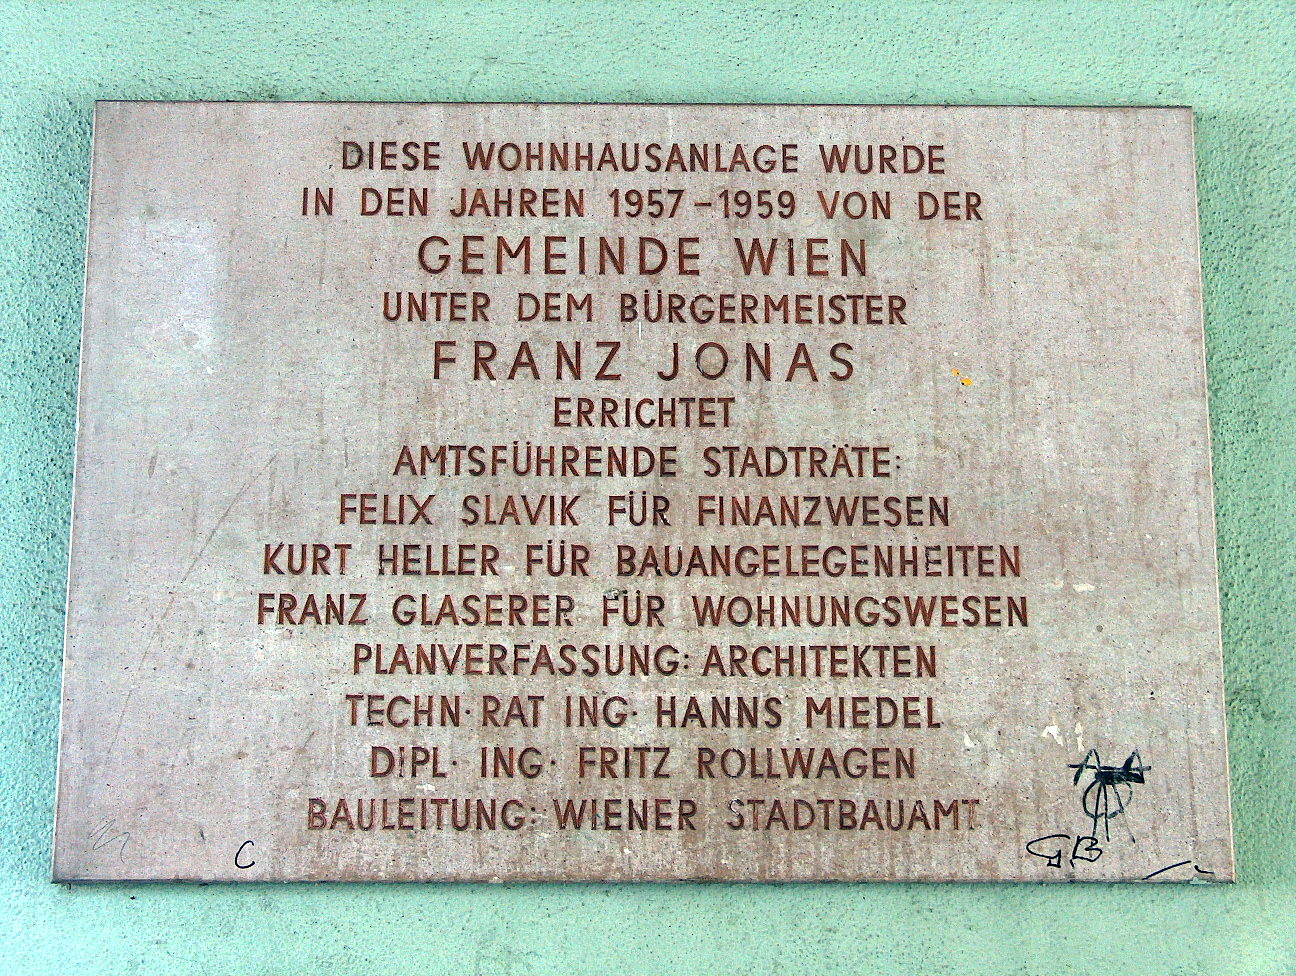 DIESE WOHNHAUSANLAGE WURDE
IN DEN JAHREN 1957-1959 VON DER
GEMEINDE WIEN
UNTER DEM BÜRGERMEISTER
FRANZ JONAS
ERRICHTET
AMTSFÜHRENDE STADTRÄTE:
FELIX SLAVIK FÜR FINANZWESEN
KURT HELLER FÜR BAUANGELEGENHEITEN
FRANZ GLASERER FÜR WOHNUNGSWESEN
PLANVERFASSUNG: ARCHITEKTEN
TECHN· RAT ING· HANNS MIEDEL
DIPL· ING· FRITZ ROLLWAGEN
BAULEITUNG: WIENER STADTBAUAMT